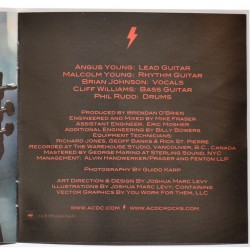 Angus Young: Lead Guitar
Malcolm Young: Rhythm Guitar
Brian Johnson: Vocals
Cliff Williams: Bass Guitar
Phil Rudd: Drums
Produced by Brendan O'Brien
Engineered and Mixed by Mike Fraser
Assistant Engineer: Eric Mosher
Additional Engineering by Billy Bowers
Equipment Technicians:
Richard Jones, Geoff Banks & Rick St. Pierre
Recorded at The Warehouse Studio, Vancouver, B.C., Canada
Mastered by George Marino at Sterling Sound, NYC
Management: Alvin Handwerker/Prager and Fenton LLP
Photography by Guido Karp
Art Direction & Design by Joshua Marc Levy
Illustrations by Joshua Marc Levy; Containing
Vector Graphics by You Work For Them, LLC
www.acdc.com www.acdcrocks.com